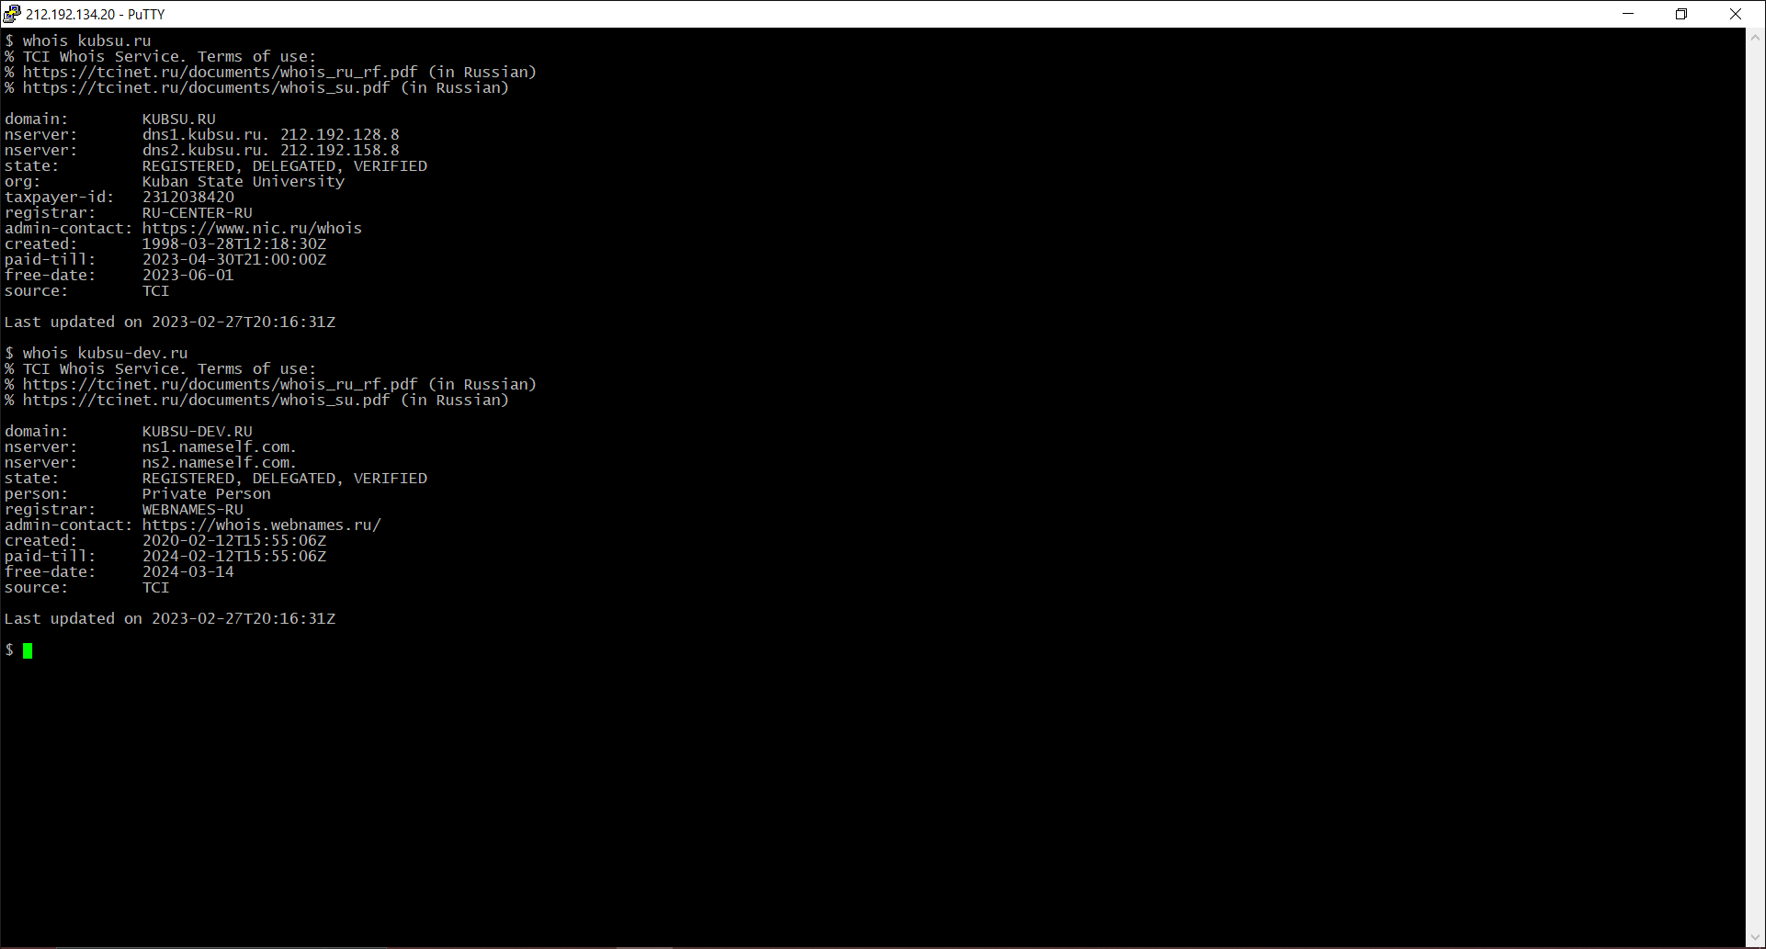 212.192.134.20 - PuTTY
$ whois kubsu.ru
% TCI Whois Service. Terms of use:
% https://tcinet.ru/documents/whois_ru_rf.pdf (in Russian)
% https://tcinet.ru/documents/whois_su.pdf (in Russian)
domain:        KUBSU.RU
nserver:       dns1.kubsu.ru. 212.192.128.8
nserver:       dns2.kubsu.ru. 212.192.158.8
state:         REGISTERED, DELEGATED, VERIFIED
org:           Kuban State University
taxpayer-id:   2312038420
registrar:     RU-CENTER-RU
admin-contact: https://www.nic.ru/whois
created:       1998-03-28T12:18:30Z
paid-till:     2023-04-30T21:00:00Z
free-date:     2023-06-01
source:        TCI
Last updated on 2023-02-27T20:16:31Z
$ whois kubsu-dev.ru
% TCI Whois Service. Terms of use:
% https://tcinet.ru/documents/whois_ru_rf.pdf (in Russian)
% https://tcinet.ru/documents/whois_su.pdf (in Russian)
domain:        KUBSU-DEV.RU
nserver:       ns1.nameself.com.
nserver:       ns2.nameself.com.
state:         REGISTERED, DELEGATED, VERIFIED
person:        Private Person
registrar:     WEBNAMES-RU
admin-contact: https://whois.webnames.ru/
created:       2020-02-12T15:55:06Z
paid-till:     2024-02-12T15:55:06Z
free-date:     2024-03-14
source:        TCI
Last updated on 2023-02-27T20:16:31Z
$